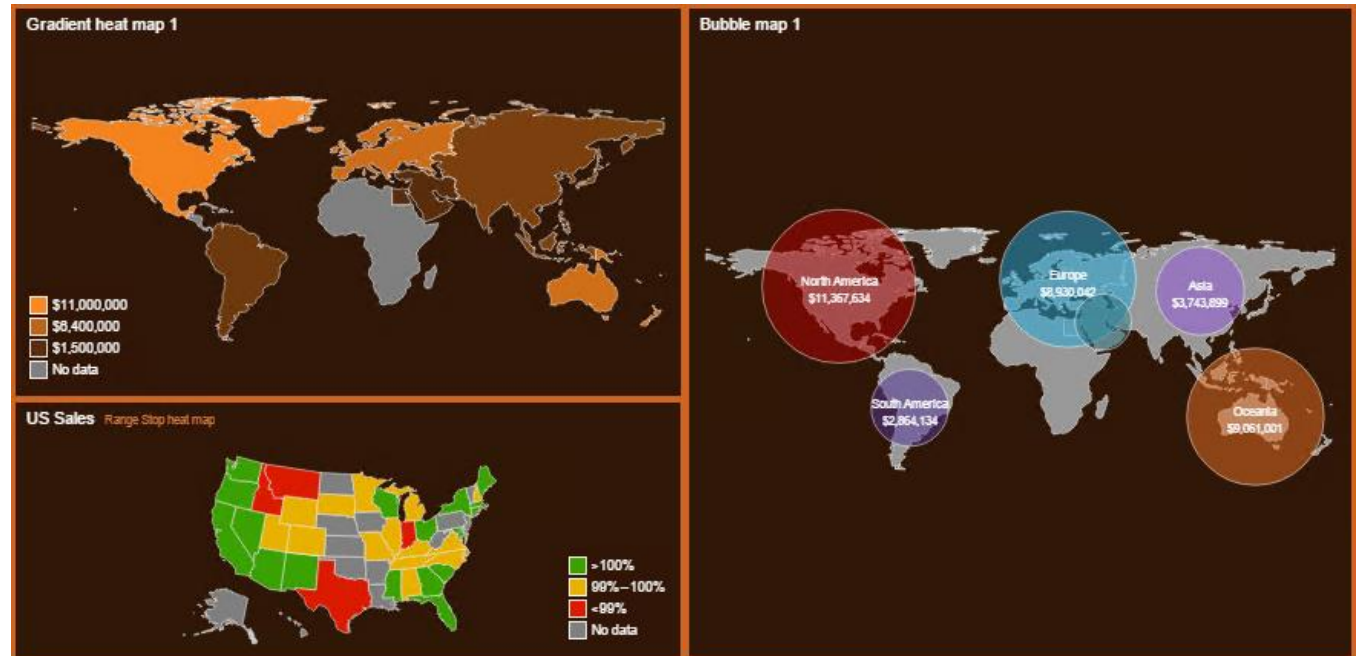 Gradient heat map 1
$11,000,000
$6,400,000
$1,500,000
No data
US Sales Range Stop heat map
>100%
99%–100%
<99%
No data
Bubble map 1
North America
$11,367,634
Europe
$8,930,042
Asia
$3,743,899
South America
$2,864,134
Oceania
$9,061,001